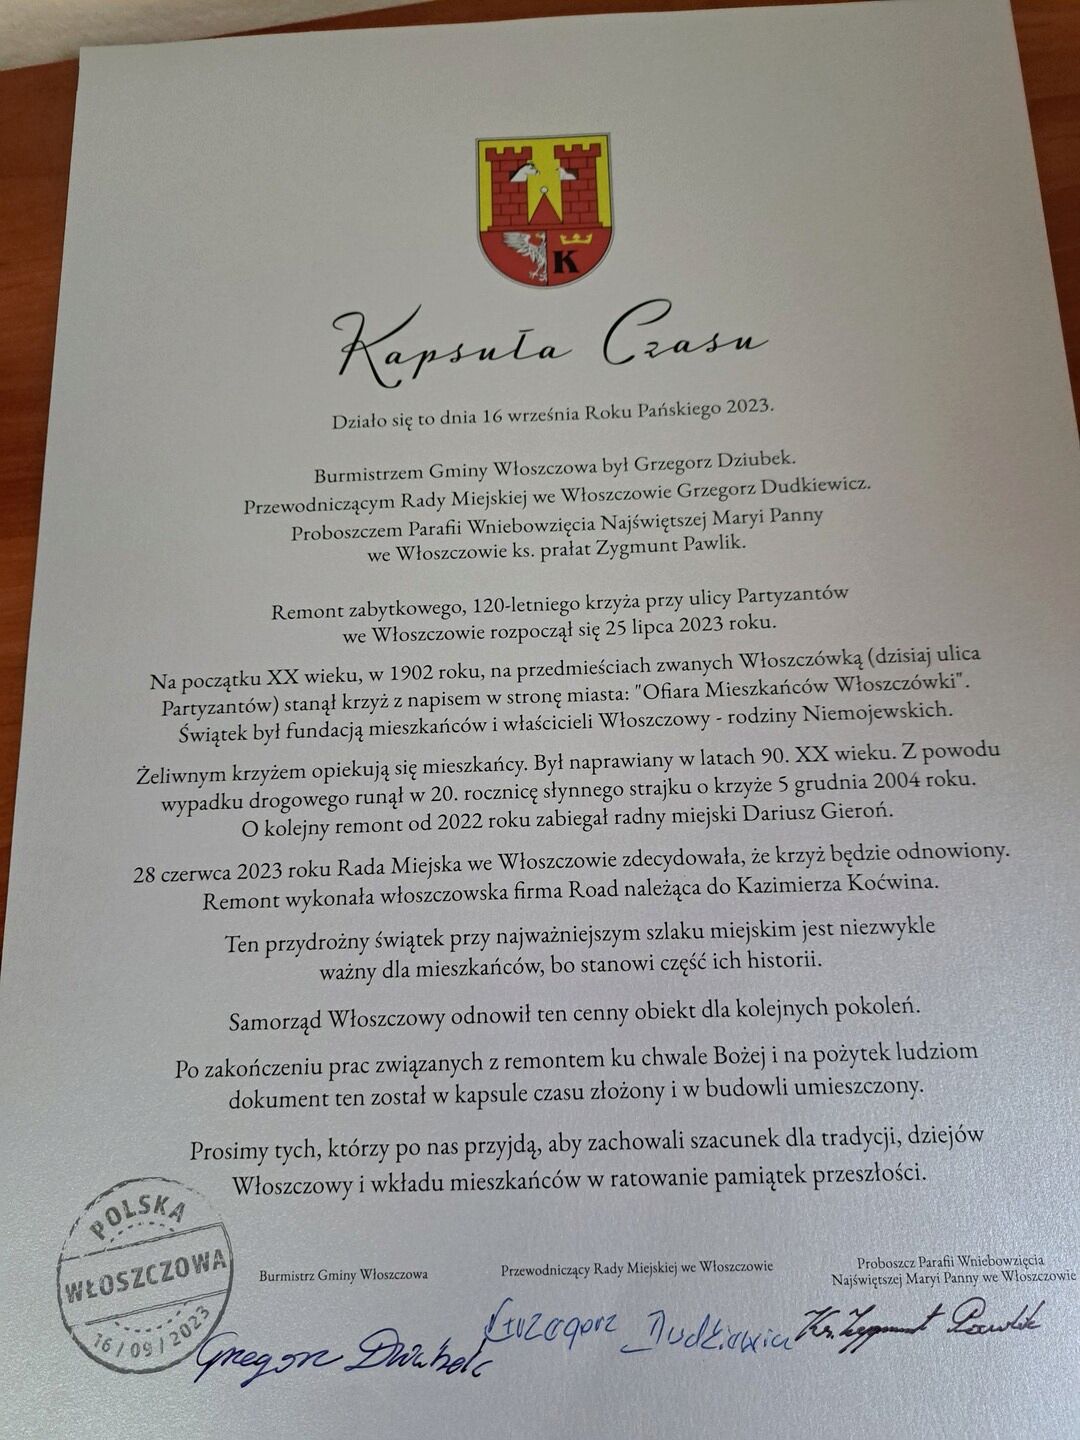 K
Kapsuła Czasu
Działo się to dnia 16 września Roku Pańskiego 2023.
Burmistrzem Gminy Włoszczowa był Grzegorz Dziubek.
Przewodniczącym Rady Miejskiej we Włoszczowie Grzegorz Dudkiewicz.
Proboszczem Parafii Wniebowzięcia Najświętszej Maryi Panny
we Włoszczowie ks. prałat Zygmunt Pawlik.
Remont zabytkowego, 120-letniego krzyża przy ulicy Partyzantów
we Włoszczowie rozpoczął się 25 lipca 2023 roku.
Na początku XX wieku, w 1902 roku, na przedmieściach zwanych Włoszczówką (dzisiaj ulica
Partyzantów) stanął krzyż z napisem w stronę miasta: "Ofiara Mieszkańców Włoszczówki".
Świątek był fundacją mieszkańców i właścicieli Włoszczowy - rodziny Niemojewskich.
Żeliwnym krzyżem opiekują się mieszkańcy. Był naprawiany w latach 90. XX wieku. Z powodu
wypadku drogowego runął w 20. rocznicę słynnego strajku o krzyże 5 grudnia 2004 roku.
O kolejny remont od 2022 roku zabiegał radny miejski Dariusz Gieroń.
28 czerwca 2023 roku Rada Miejska we Włoszczowie zdecydowała, że krzyż będzie odnowiony.
Remont wykonała włoszczowska firma Road należąca do Kazimierza Koćwina.
Ten przydrożny świątek przy najważniejszym szlaku miejskim jest niezwykle
ważny dla mieszkańców, bo stanowi część ich historii.
Samorząd Włoszczowy odnowił ten cenny obiekt dla kolejnych pokoleń.
Po zakończeniu prac związanych z remontem ku chwale Bożej i na pożytek ludziom
dokument ten został w kapsule czasu złożony i w budowli umieszczony.
Prosimy tych, którzy po nas przyjdą, aby zachowali szacunek dla tradycji, dziejów
Włoszczowy i wkładu mieszkańców w ratowanie pamiątek przeszłości.
POLSKA
WŁOSZCZOWA
16/09/2023
Burmistrz Gminy Włoszczowa
Przewodniczący Rady Miejskiej we Włoszczowie
Proboszcz Parafii Wniebowzięcia
Najświętszej Maryi Panny we Włoszczowie
Grzegorz Dziubek
Grzegorz Dudkiewicz
Ks. Zygmunt Pawlik